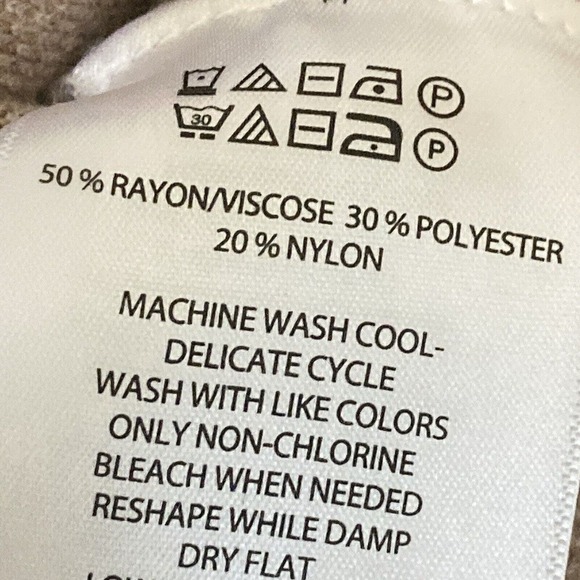 P
30 P
50 % RAYON/VISCOSE 30 % POLYESTER
20 % NYLON
MACHINE WASH COOL-
DELICATE CYCLE
WASH WITH LIKE COLORS
ONLY NON-CHLORINE
BLEACH WHEN NEEDED
RESHAPE WHILE DAMP
DRY FLAT